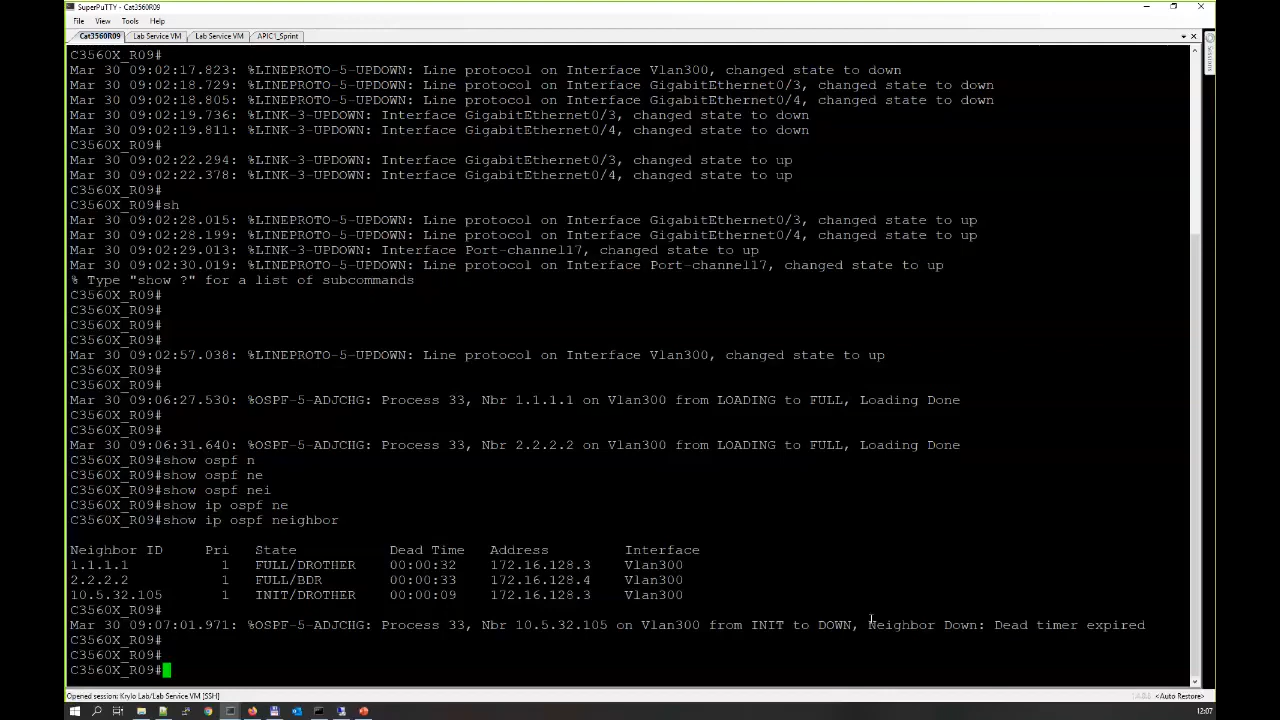 SuperPuTTY - Cat3560R09
File View Tools Help
Cat3560R09 Lab Service VM Lab Service VM APIC1_Sprint
C3560X_R09#
Mar 30 09:02:17.823: %LINEPROTO-5-UPDOWN: Line protocol on Interface Vlan300, changed state to down
Mar 30 09:02:18.729: %LINEPROTO-5-UPDOWN: Line protocol on Interface GigabitEthernet0/3, changed state to down
Mar 30 09:02:18.805: %LINEPROTO-5-UPDOWN: Line protocol on Interface GigabitEthernet0/4, changed state to down
Mar 30 09:02:19.736: %LINK-3-UPDOWN: Interface GigabitEthernet0/3, changed state to down
Mar 30 09:02:19.811: %LINK-3-UPDOWN: Interface GigabitEthernet0/4, changed state to down
C3560X_R09#
Mar 30 09:02:22.294: %LINK-3-UPDOWN: Interface GigabitEthernet0/3, changed state to up
Mar 30 09:02:22.378: %LINK-3-UPDOWN: Interface GigabitEthernet0/4, changed state to up
C3560X_R09#
C3560X_R09#sh
Mar 30 09:02:28.015: %LINEPROTO-5-UPDOWN: Line protocol on Interface GigabitEthernet0/3, changed state to up
Mar 30 09:02:28.199: %LINEPROTO-5-UPDOWN: Line protocol on Interface GigabitEthernet0/4, changed state to up
Mar 30 09:02:29.013: %LINK-3-UPDOWN: Interface Port-channel17, changed state to up
Mar 30 09:02:30.019: %LINEPROTO-5-UPDOWN: Line protocol on Interface Port-channel17, changed state to up
% Type "show ?" for a list of subcommands
C3560X_R09#
C3560X_R09#
C3560X_R09#
C3560X_R09#
Mar 30 09:02:57.038: %LINEPROTO-5-UPDOWN: Line protocol on Interface Vlan300, changed state to up
C3560X_R09#
C3560X_R09#
Mar 30 09:06:27.530: %OSPF-5-ADJCHG: Process 33, Nbr 1.1.1.1 on Vlan300 from LOADING to FULL, Loading Done
C3560X_R09#
C3560X_R09#
Mar 30 09:06:31.640: %OSPF-5-ADJCHG: Process 33, Nbr 2.2.2.2 on Vlan300 from LOADING to FULL, Loading Done
C3560X_R09#show ospf n
C3560X_R09#show ospf ne
C3560X_R09#show ospf nei
C3560X_R09#show ip ospf ne
C3560X_R09#show ip ospf neighbor
Neighbor ID Pri State Dead Time Address Interface
1.1.1.1 1 FULL/DROTHER 00:00:32 172.16.128.3 Vlan300
2.2.2.2 1 FULL/BDR 00:00:33 172.16.128.4 Vlan300
10.5.32.105 1 INIT/DROTHER 00:00:09 172.16.128.3 Vlan300
C3560X_R09#
Mar 30 09:07:01.971: %OSPF-5-ADJCHG: Process 33, Nbr 10.5.32.105 on Vlan300 from INIT to DOWN, Neighbor Down: Dead timer expired
C3560X_R09#
C3560X_R09#
C3560X_R09#
Opened session: Krylo Lab/Lab Service VM [SSH]
<Auto Restore>
12:07